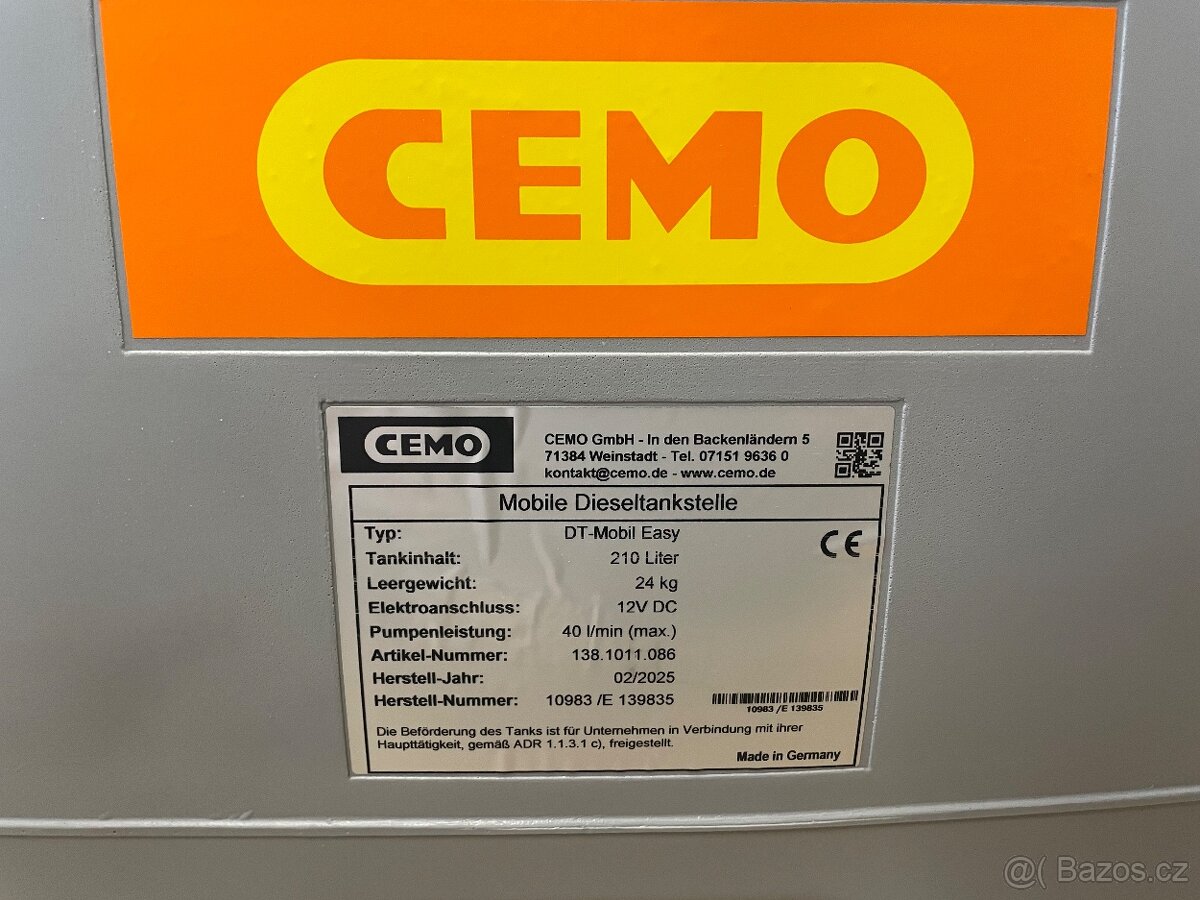 CEMO
CEMO
CEMO GmbH - In den Backenländern 5
71384 Weinstadt - Tel. 07151 9636 0
kontakt@cemo.de - www.cemo.de
Mobile Dieseltankstelle
Typ: DT-Mobil Easy
CE
Tankinhalt: 210 Liter
Leergewicht: 24 kg
Elektroanschluss: 12V DC
Pumpenleistung: 40 l/min (max.)
Artikel-Nummer: 138.1011.086
Herstell-Jahr: 02/2025
Herstell-Nummer: 10983 /E 139835
10983 /E 139835
Die Beförderung des Tanks ist für Unternehmen in Verbindung mit ihrer
Haupttätigkeit, gemäß ADR 1.1.3.1 c), freigestellt.
Made in Germany
@( Bazos.cz